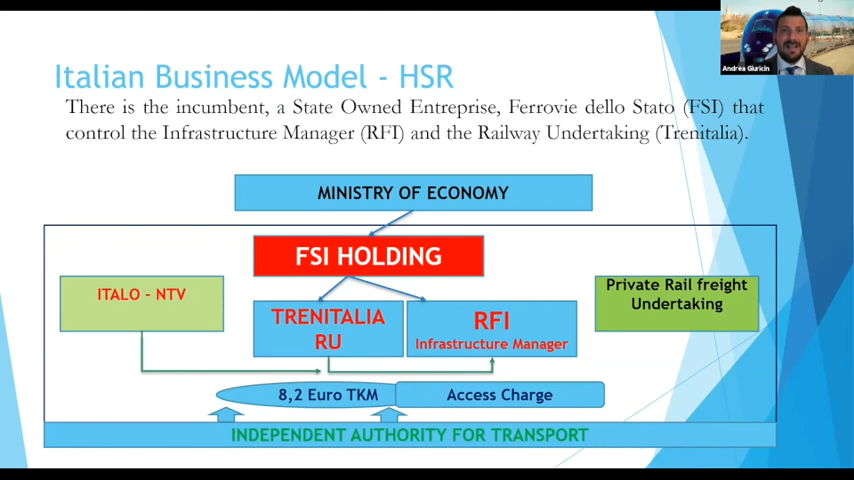 Andrea Giuricin
Italian Business Model - HSR
There is the incumbent, a State Owned Entreprise, Ferrovie dello Stato (FSI) that
control the Infrastructure Manager (RFI) and the Railway Undertaking (Trenitalia).
MINISTRY OF ECONOMY
FSI HOLDING
ITALO - NTV
Private Rail freight
Undertaking
TRENITALIA
RU
RFI
Infrastructure Manager
8,2 Euro TKM
Access Charge
INDEPENDENT AUTHORITY FOR TRANSPORT